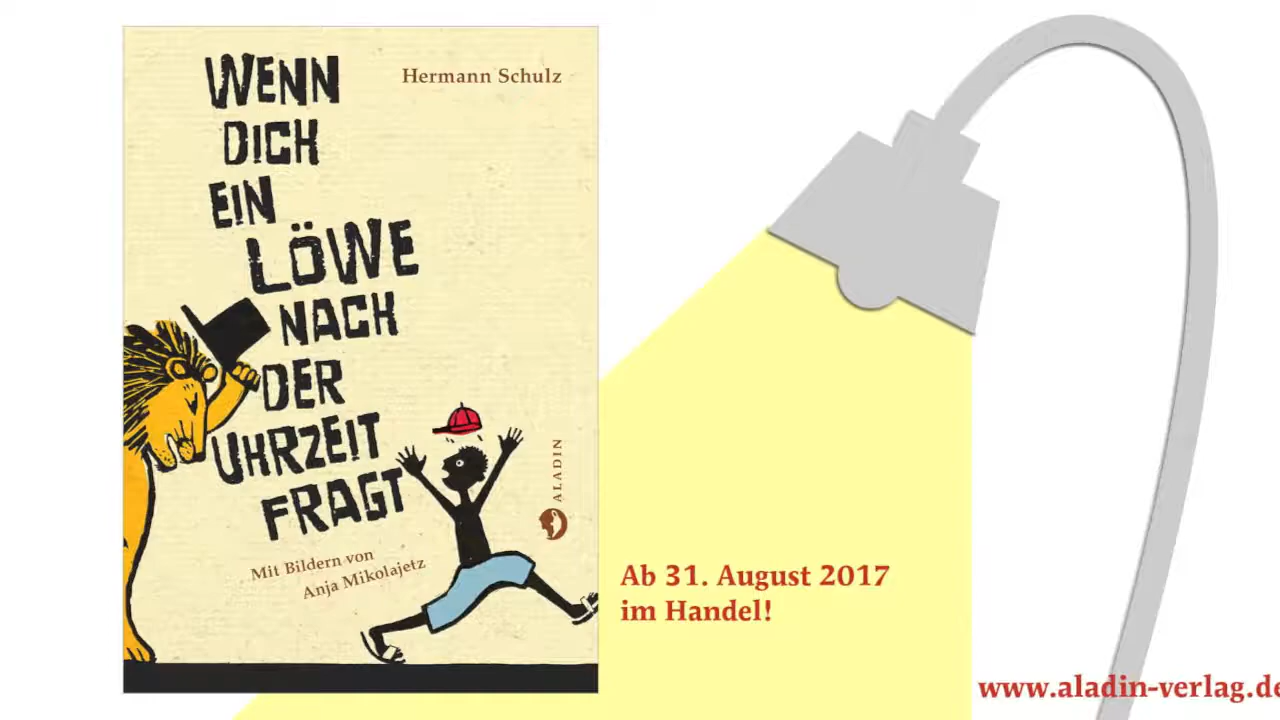 WENN
DICH
EIN
LÖWE
NACH
DER
UHRZEIT
FRAGT
Hermann Schulz
Mit Bildern von
Anja Mikolajetz
ALADIN
Ab 31. August 2017
im Handel!
www.aladin-verlag.de